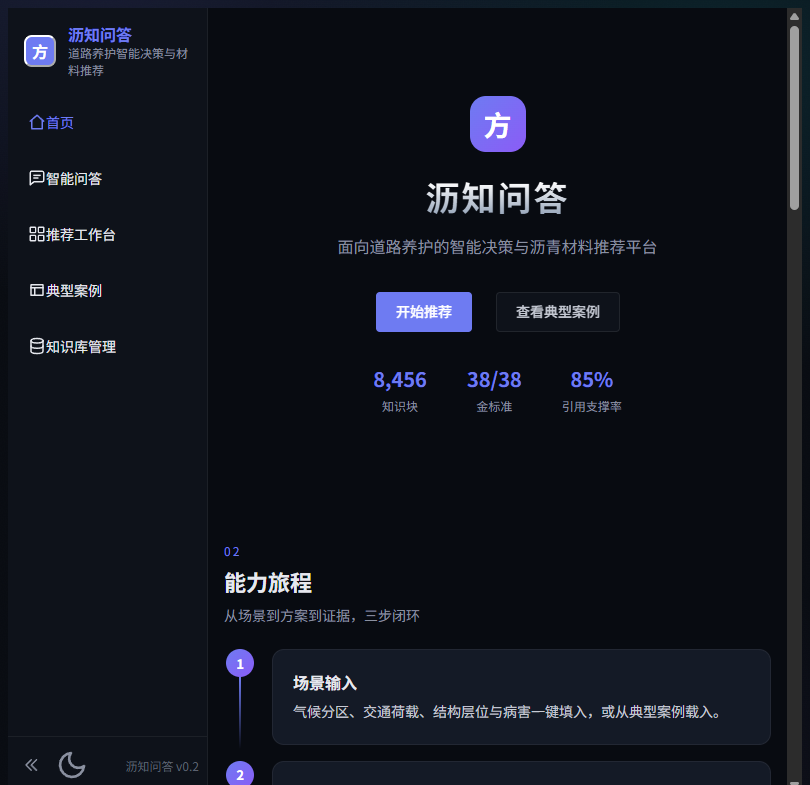 方
沥知问答
道路养护智能决策与材
料推荐
首页
智能问答
推荐工作台
典型案例
知识库管理
沥知问答 v0.2
方
沥知问答
面向道路养护的智能决策与沥青材料推荐平台
开始推荐
查看典型案例
8,456
38/38
85%
知识块
金标准
引用支撑率
02
能力旅程
从场景到方案到证据，三步闭环
1
场景输入
气候分区、交通荷载、结构层位与病害一键填入，或从典型案例载入。
2